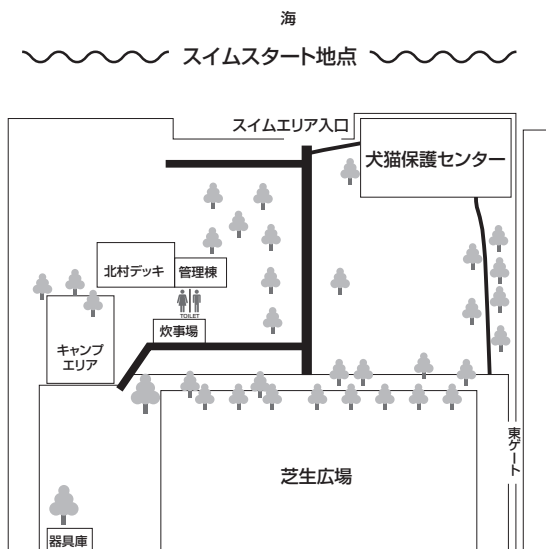 海
スイムスタート地点
スイムエリア入口
犬猫保護センター
北村デッキ
管理棟
TOILET
炊事場
キャンプ
エリア
芝生広場
東ゲート
器具庫